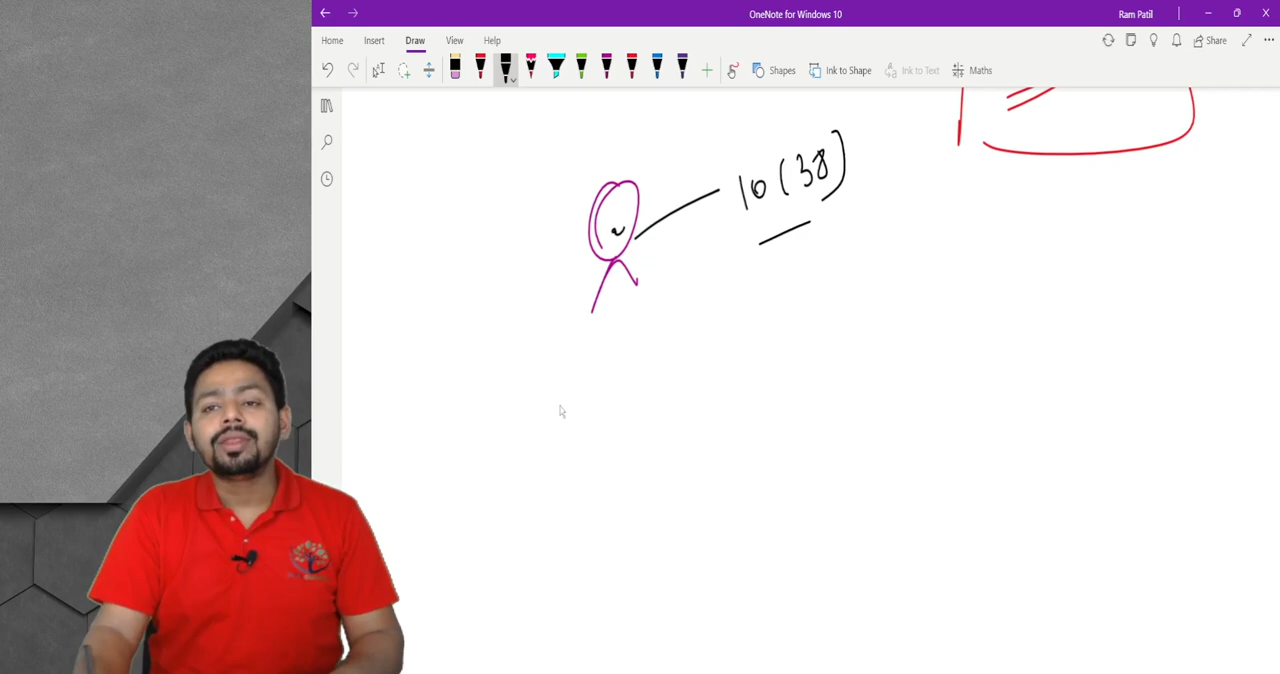 OneNote for Windows 10
Ram Patil
Home Insert Draw View Help
Share
Shapes Ink to Shape Ink to Text Maths
10 (38)